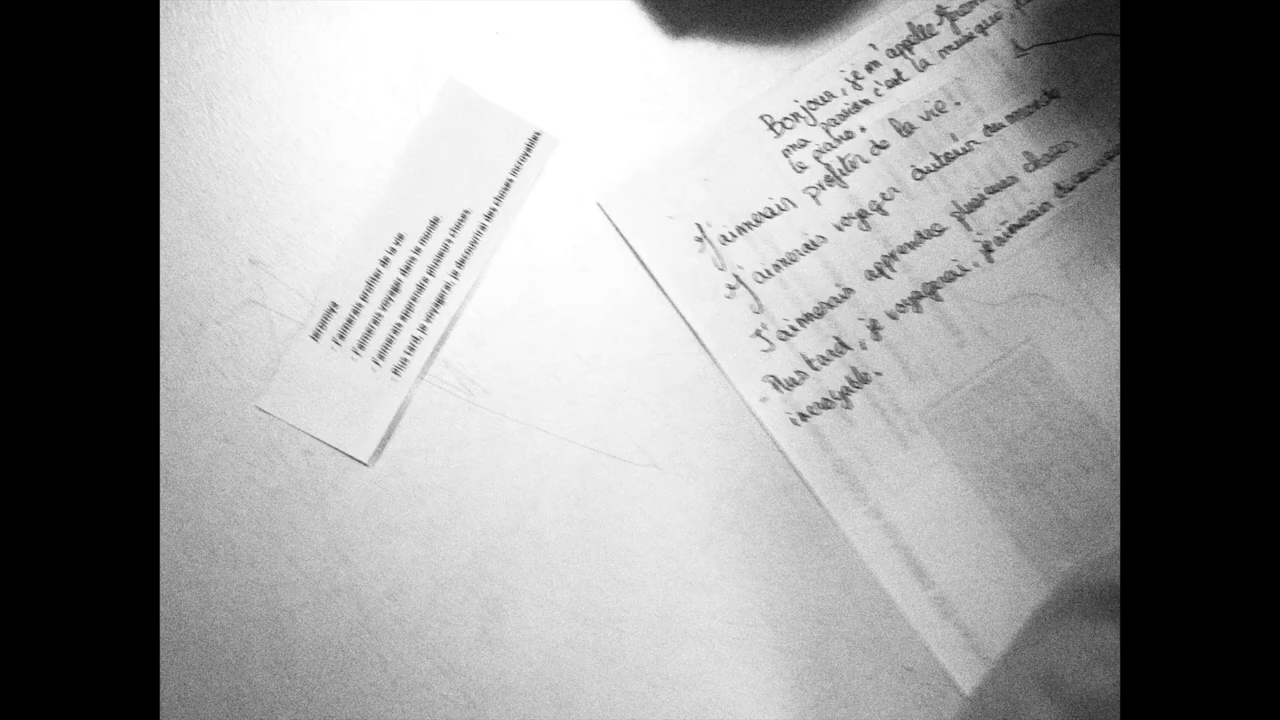 Jérémiya
- J'aimerais profiter de la vie.
- J'aimerais voyager dans le monde.
- J'aimerais apprendre plusieurs choses.
- Plus tard, je voyagerai, je découvrirai des choses incroyables
Bonjour, je m'appelle
ma passion c'est la musique,
le piano.
J'aimerais profiter de la vie.
J'aimerais voyager autour du monde
J'aimerais apprendre plusieurs choses
- Plus tard, je voyagerai, j'aimerais
incroyable.